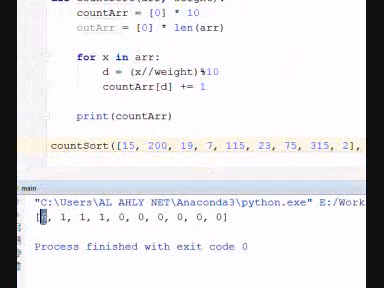 countArr = [0] * 10
outArr = [0] * len(arr)
for x in arr:
d = (x//weight)%10
countArr[d] += 1
print(countArr)
countSort([15, 200, 19, 7, 115, 23, 75, 315, 2],
main
"C:\Users\AL AHLY NET\Anaconda3\python.exe" E:/Work
, 1, 1, 1, 0, 0, 0, 0, 0, 0]
Process finished with exit code 0